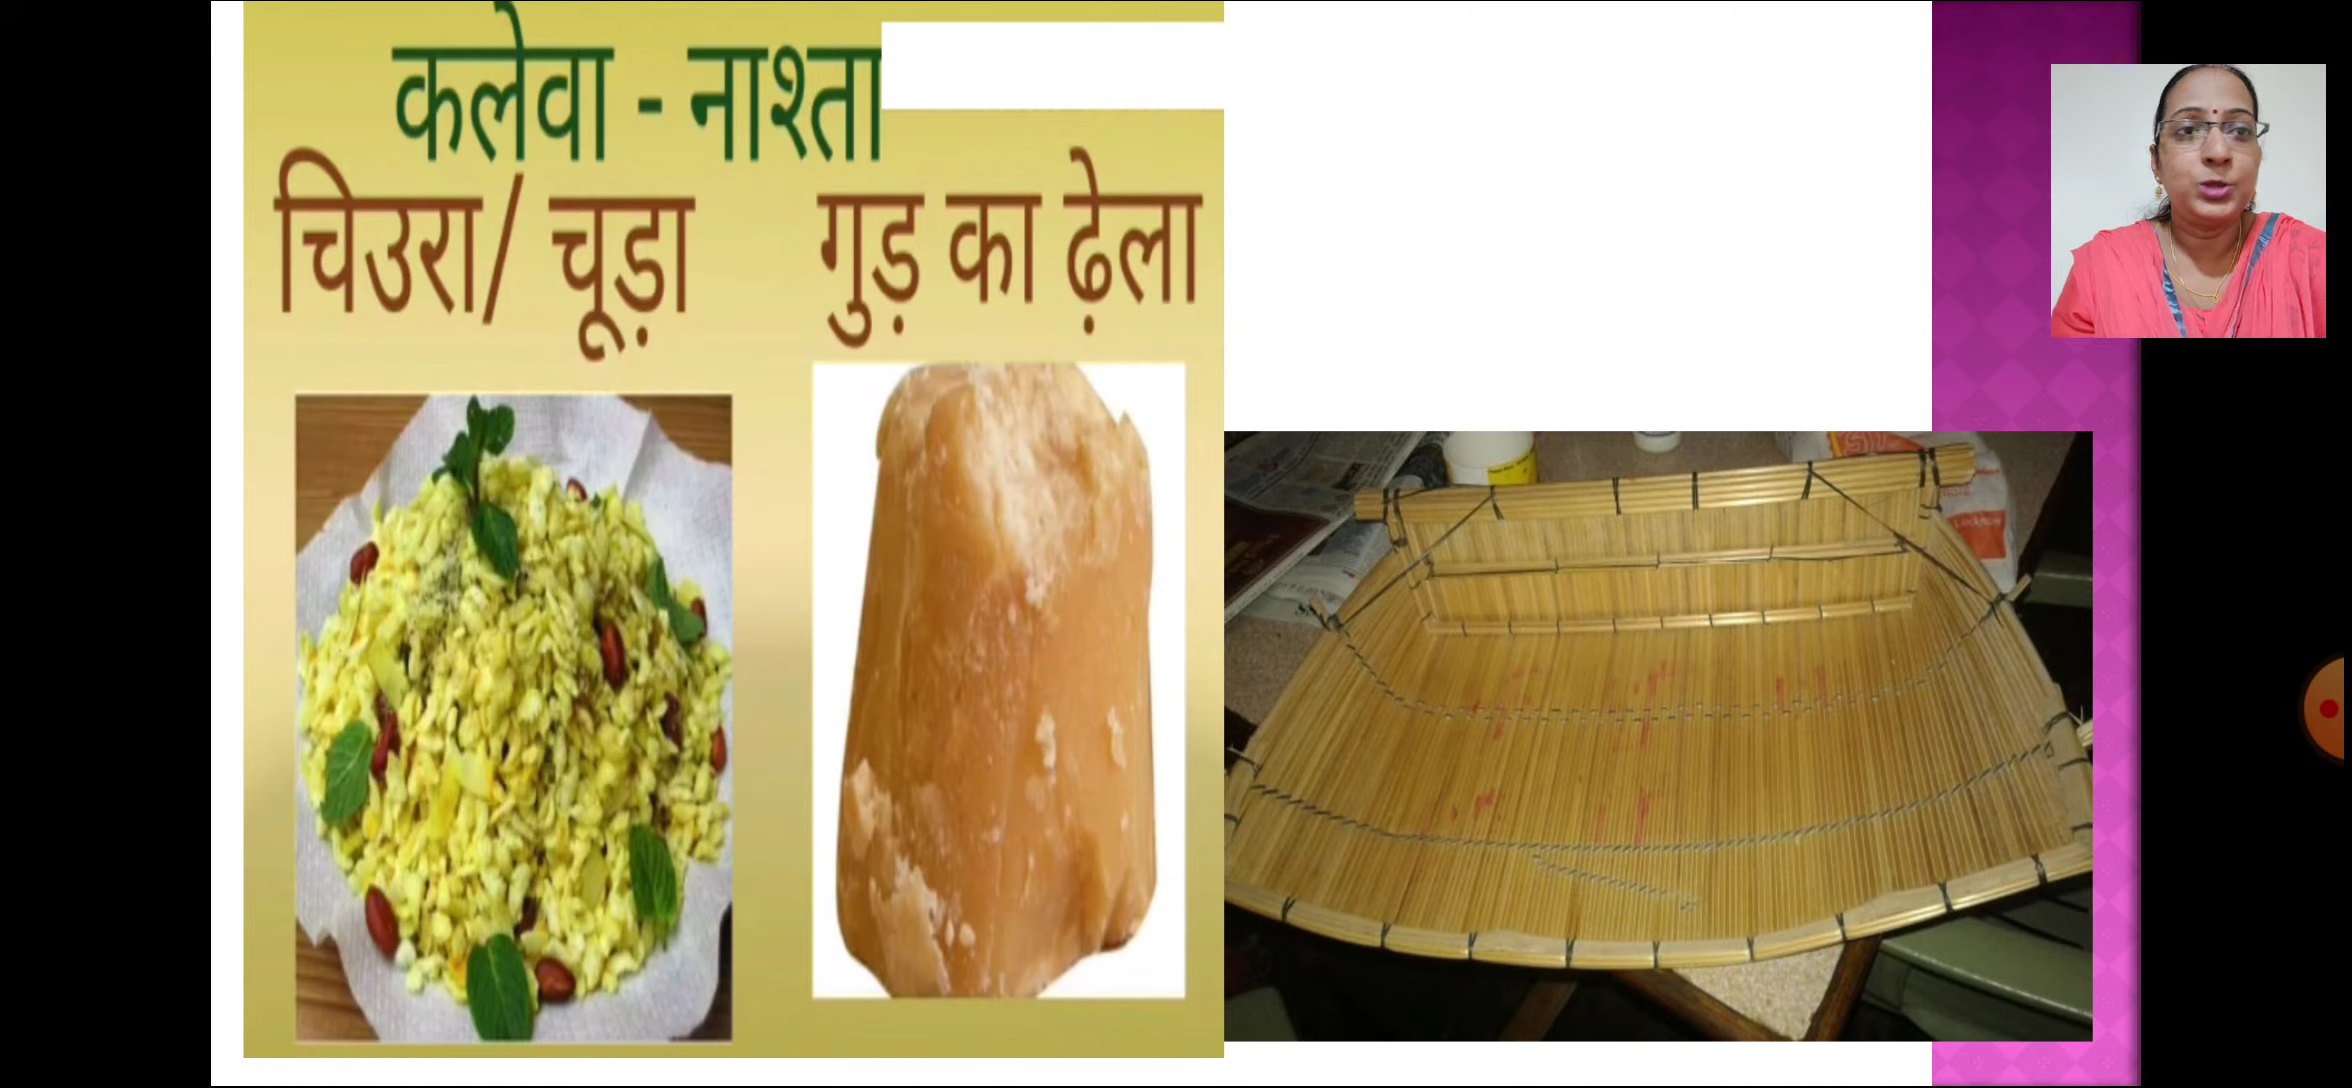 कलेवा - नाश्ता
चिउरा/ चूड़ा
गुड़ का ढ़ेला